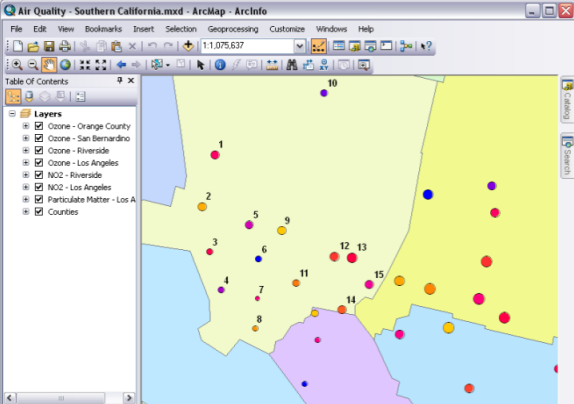 Air Quality - Southern California.mxd - ArcMap - ArcInfo
File Edit View Bookmarks Insert Selection Geoprocessing Customize Windows Help
1:1,075,637
Table Of Contents
Layers
Ozone - Orange County
Ozone - San Bernardino
Ozone - Riverside
Ozone - Los Angeles
NO2 - Riverside
NO2 - Los Angeles
Particulate Matter - Los A
Counties
10
1
2
5
9
3
6
12 13
4
11
15
7
14
8
Catalog
Search